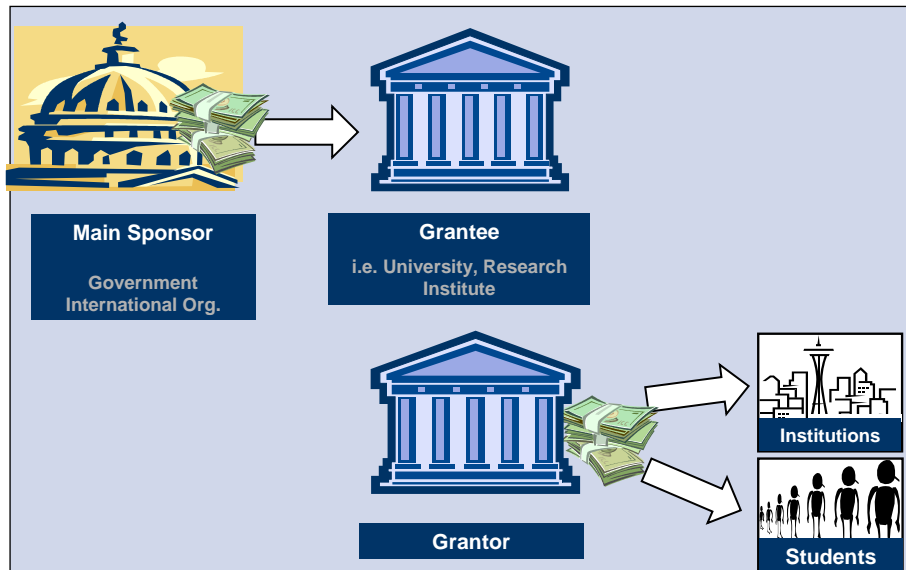 Main Sponsor
Government
International Org.
Grantee
i.e. University, Research
Institute
Grantor
Institutions
Students